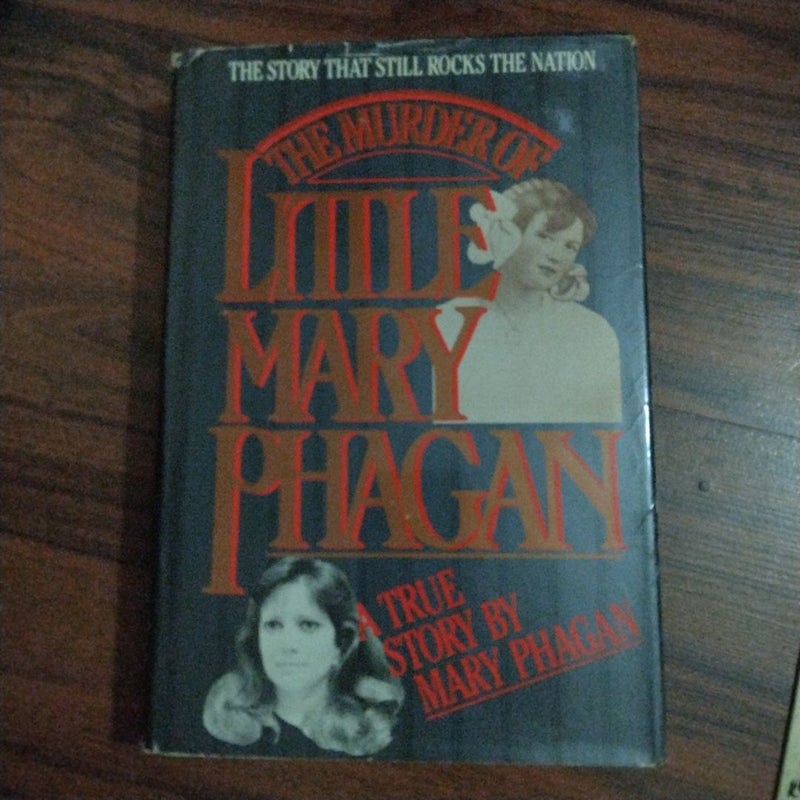 THE STORY THAT STILL ROCKS THE NATION
THE MURDER OF
LITTLE
MARY
PHAGAN
A TRUE
STORY BY
MARY PHAGAN